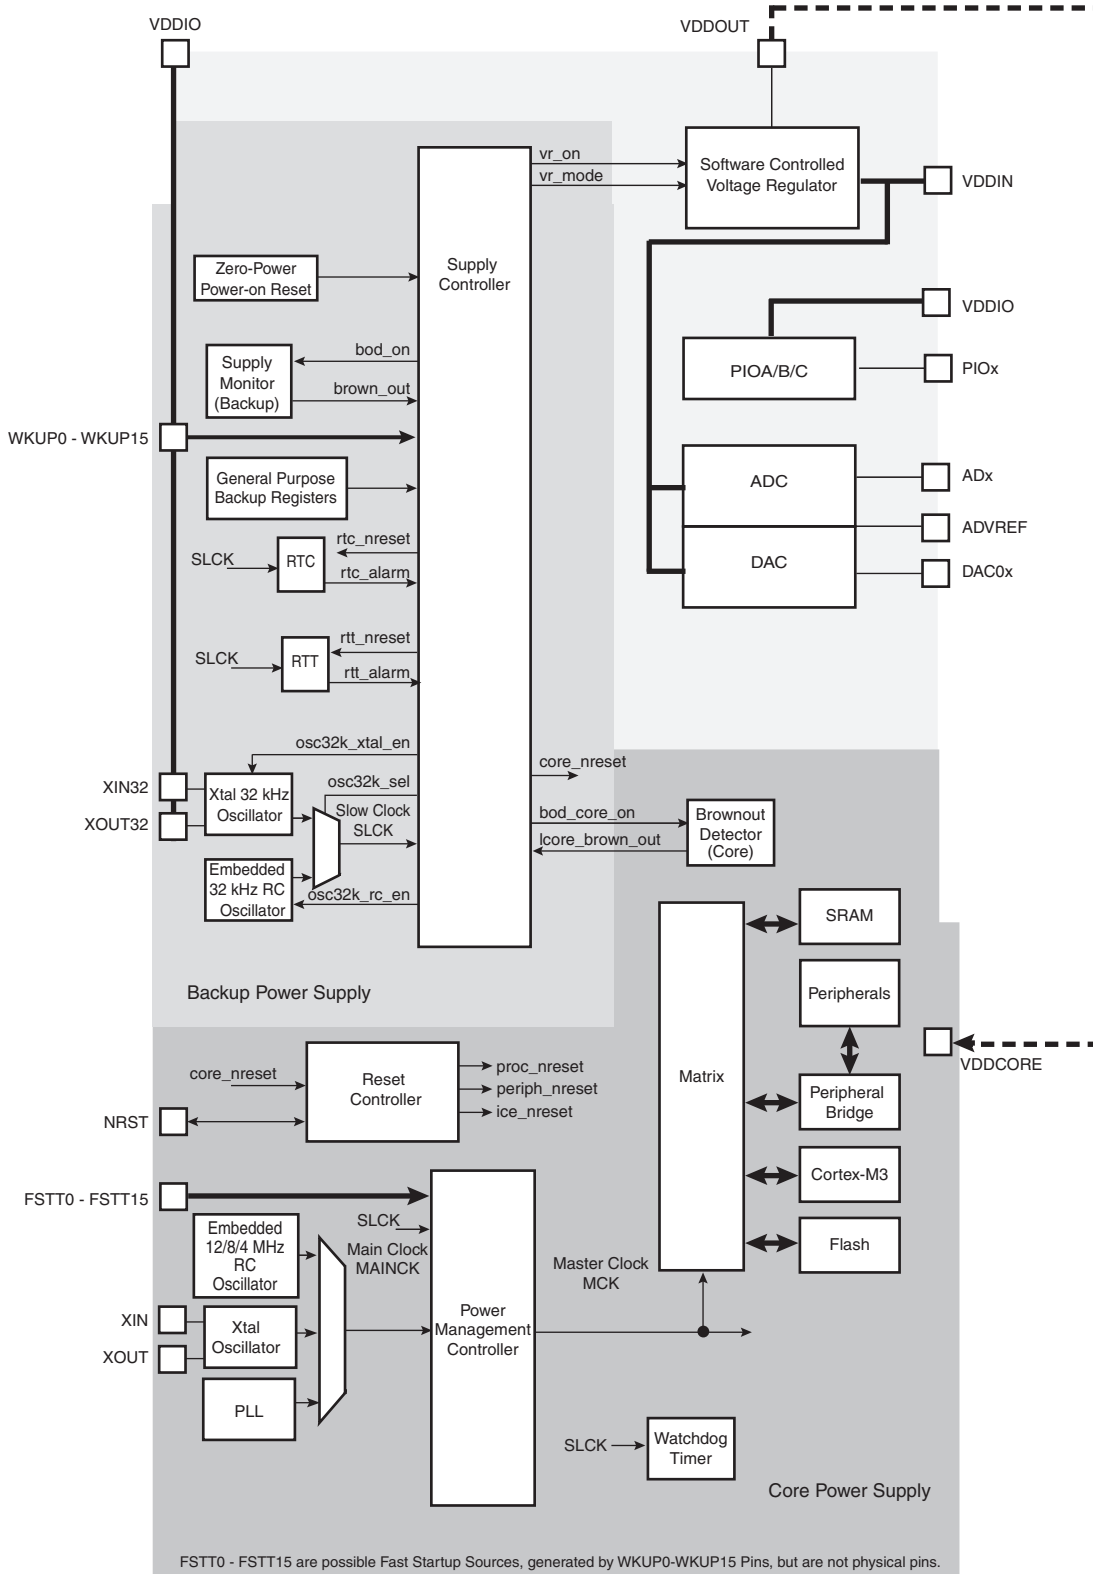 VDDIO
VDDOUT
vr_on
vr_mode
Software Controlled
Voltage Regulator
VDDIN
Zero-Power
Power-on Reset
Supply
Controller
VDDIO
Supply
Monitor
(Backup)
bod_on
brown_out
PIOA/B/C
PIOx
WKUP0 - WKUP15
General Purpose
Backup Registers
ADC
ADx
ADVREF
DAC
DAC0x
SLCK
RTC
rtc_nreset
rtc_alarm
SLCK
RTT
rtt_nreset
rtt_alarm
osc32k_xtal_en
XIN32
XOUT32
Xtal 32 kHz
Oscillator
osc32k_sel
Slow Clock
SLCK
Embedded
32 kHz RC
Oscillator
osc32k_rc_en
core_nreset
bod_core_on
lcore_brown_out
Brownout
Detector
(Core)
SRAM
Peripherals
Matrix
Peripheral
Bridge
Cortex-M3
Flash
VDDCORE
Backup Power Supply
core_nreset
NRST
Reset
Controller
proc_nreset
periph_nreset
ice_nreset
FSTT0 - FSTT15
SLCK
Embedded
12/8/4 MHz
RC
Oscillator
Main Clock
MAINCK
Master Clock
MCK
XIN
XOUT
Xtal
Oscillator
Power
Management
Controller
PLL
SLCK
Watchdog
Timer
Core Power Supply
FSTT0 - FSTT15 are possible Fast Startup Sources, generated by WKUP0-WKUP15 Pins, but are not physical pins.